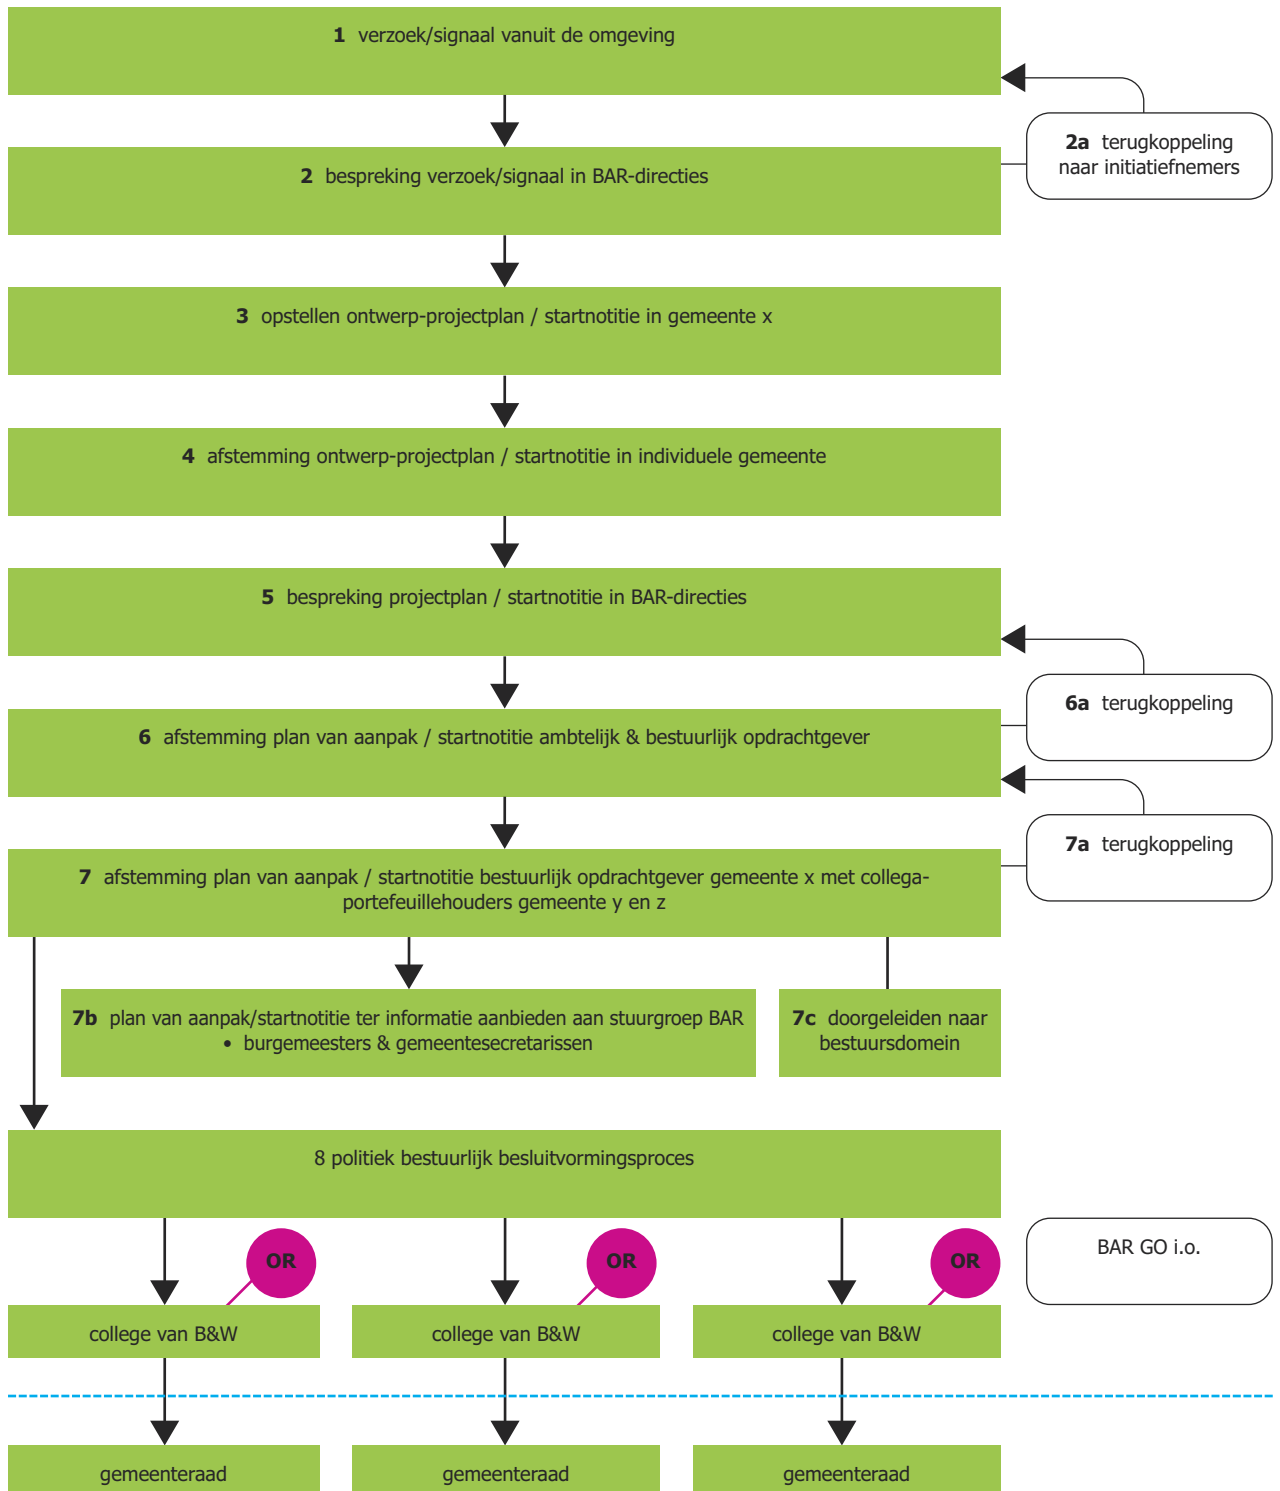 1 verzoek/signaal vanuit de omgeving
2a terugkoppeling
naar initiatiefnemers
2 bespreking verzoek/signaal in BAR-directies
3 opstellen ontwerp-projectplan / startnotitie in gemeente x
4 afstemming ontwerp-projectplan / startnotitie in individuele gemeente
5 bespreking projectplan / startnotitie in BAR-directies
6a terugkoppeling
6 afstemming plan van aanpak / startnotitie ambtelijk & bestuurlijk opdrachtgever
7a terugkoppeling
7 afstemming plan van aanpak / startnotitie bestuurlijk opdrachtgever gemeente x met collega-
portefeuillehouders gemeente y en z
7b plan van aanpak/startnotitie ter informatie aanbieden aan stuurgroep BAR
• burgemeesters & gemeentesecretarissen
7c doorgeleiden naar
bestuursdomein
8 politiek bestuurlijk besluitvormingsproces
OR
OR
OR
BAR GO i.o.
college van B&W
college van B&W
college van B&W
gemeenteraad
gemeenteraad
gemeenteraad